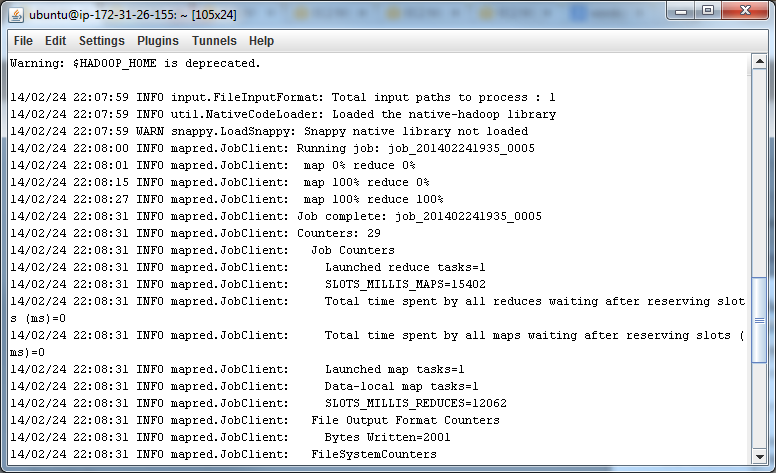 ubuntu@ip-172-31-26-155: ~ [105x24]
File Edit Settings Plugins Tunnels Help
Warning: $HADOOP_HOME is deprecated.
14/02/24 22:07:59 INFO input.FileInputFormat: Total input paths to process : 1
14/02/24 22:07:59 INFO util.NativeCodeLoader: Loaded the native-hadoop library
14/02/24 22:07:59 WARN snappy.LoadSnappy: Snappy native library not loaded
14/02/24 22:08:00 INFO mapred.JobClient: Running job: job_201402241935_0005
14/02/24 22:08:01 INFO mapred.JobClient:  map 0% reduce 0%
14/02/24 22:08:15 INFO mapred.JobClient:  map 100% reduce 0%
14/02/24 22:08:27 INFO mapred.JobClient:  map 100% reduce 100%
14/02/24 22:08:31 INFO mapred.JobClient: Job complete: job_201402241935_0005
14/02/24 22:08:31 INFO mapred.JobClient: Counters: 29
14/02/24 22:08:31 INFO mapred.JobClient:   Job Counters
14/02/24 22:08:31 INFO mapred.JobClient:     Launched reduce tasks=1
14/02/24 22:08:31 INFO mapred.JobClient:     SLOTS_MILLIS_MAPS=15402
14/02/24 22:08:31 INFO mapred.JobClient:     Total time spent by all reduces waiting after reserving slot
s (ms)=0
14/02/24 22:08:31 INFO mapred.JobClient:     Total time spent by all maps waiting after reserving slots (
ms)=0
14/02/24 22:08:31 INFO mapred.JobClient:     Launched map tasks=1
14/02/24 22:08:31 INFO mapred.JobClient:     Data-local map tasks=1
14/02/24 22:08:31 INFO mapred.JobClient:     SLOTS_MILLIS_REDUCES=12062
14/02/24 22:08:31 INFO mapred.JobClient:   File Output Format Counters
14/02/24 22:08:31 INFO mapred.JobClient:     Bytes Written=2001
14/02/24 22:08:31 INFO mapred.JobClient:   FileSystemCounters